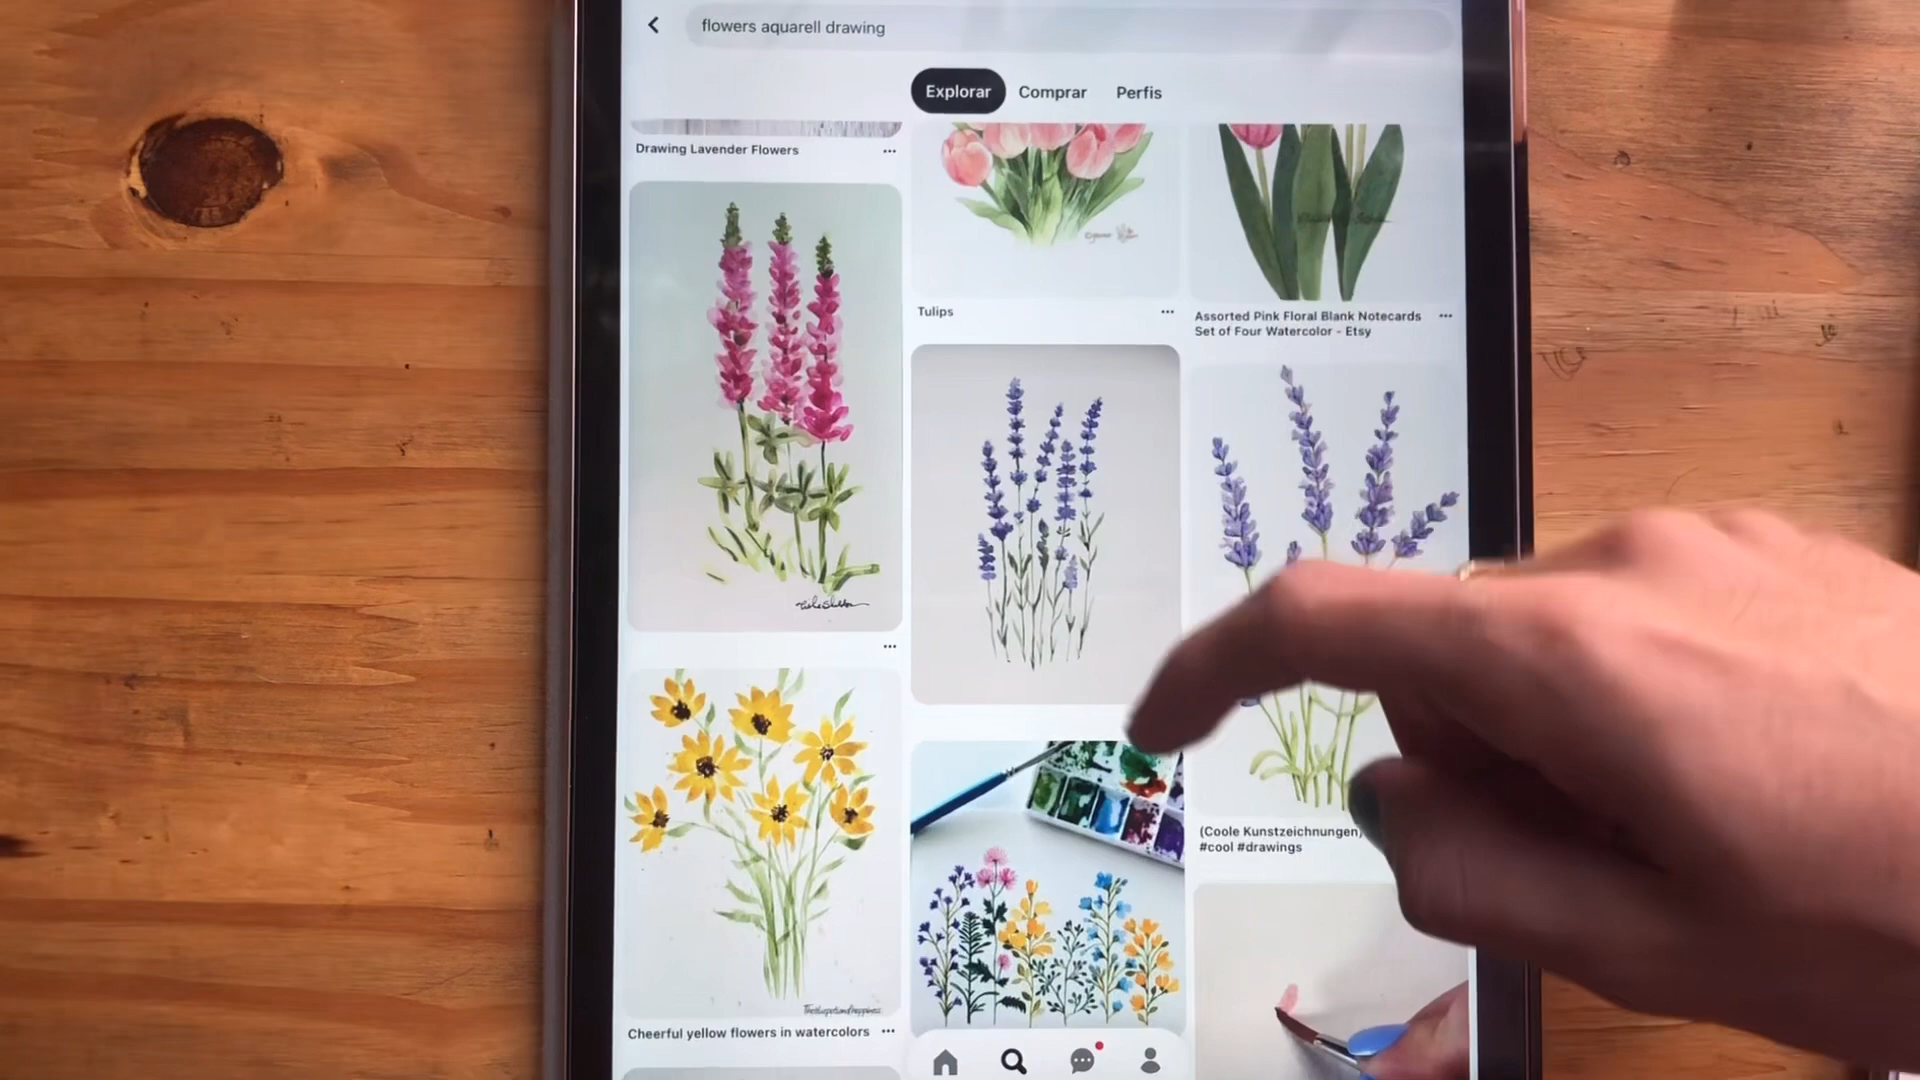 flowers aquarell drawing
Explorar
Comprar
Perfis
Drawing Lavender Flowers
Tulips
Assorted Pink Floral Blank Notecards
Set of Four Watercolor - Etsy
(Coole Kunstzeichnungen)
#cool #drawings
Cheerful yellow flowers in watercolors